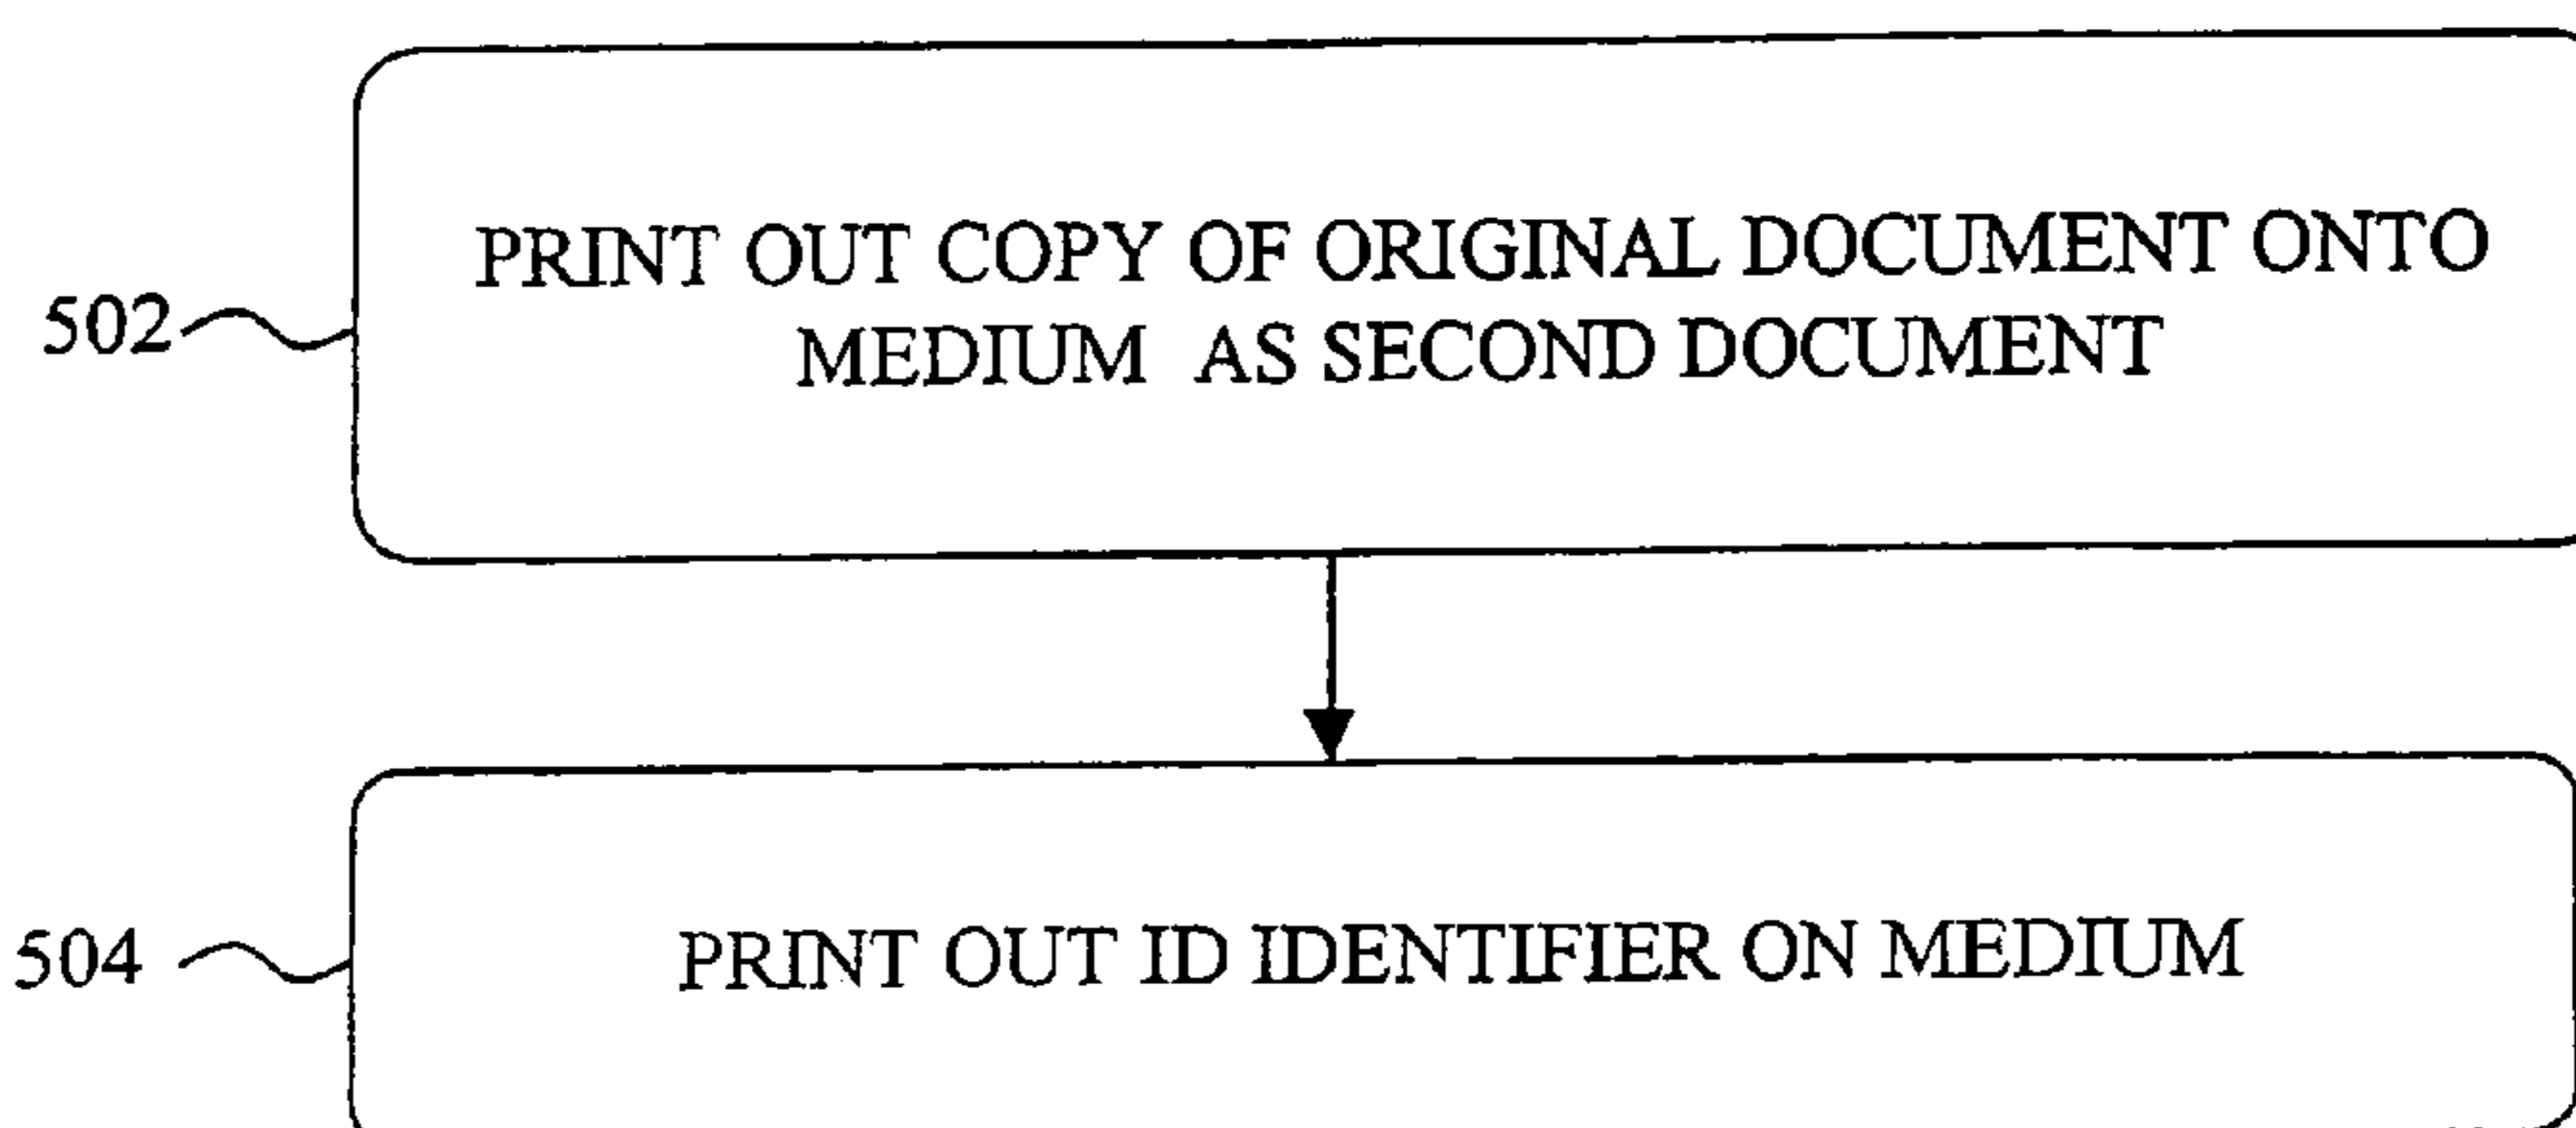 PRINT OUT COPY OF ORIGINAL DOCUMENT ONTO
502
MEDIUM AS SECOND DOCUMENT
504
PRINT OUT ID IDENTIFIER ON MEDIUM